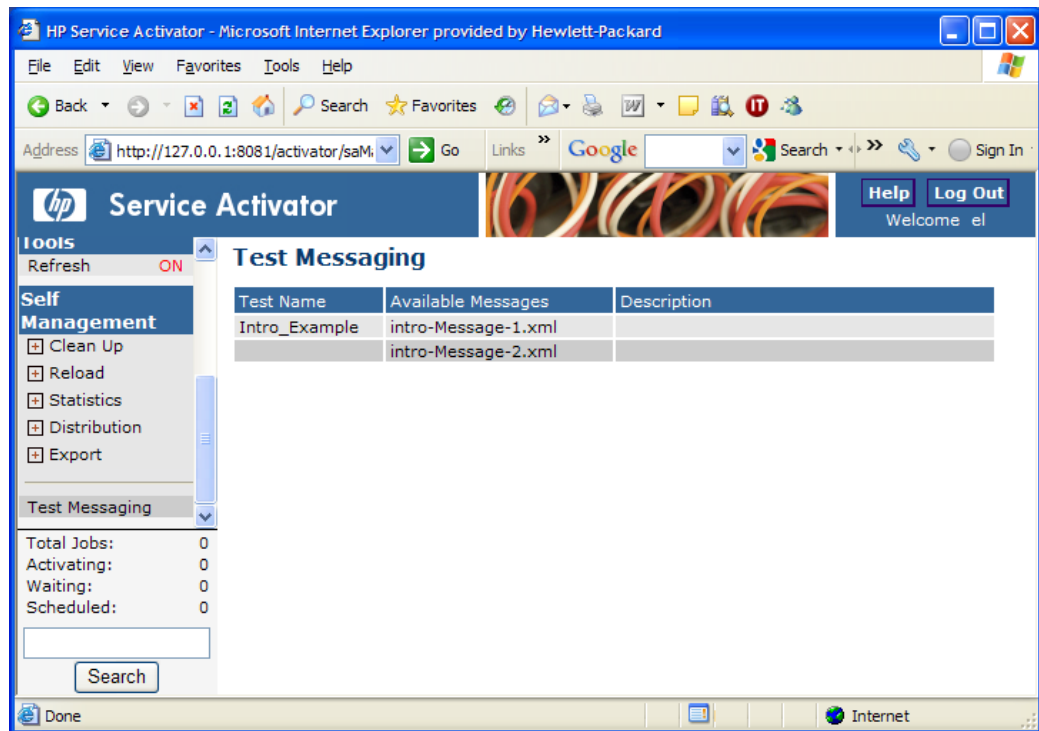 HP Service Activator - Microsoft Internet Explorer provided by Hewlett-Packard
File Edit View Favorites Tools Help
Back Search Favorites
Address http://127.0.0.1:8081/activator/saMa Go Links » Google Search » Sign In
hp Service Activator Help Log Out
Welcome el
Tools
Refresh ON
Self
Management
Clean Up
Reload
Statistics
Distribution
Export
Test Messaging
Total Jobs: 0
Activating: 0
Waiting: 0
Scheduled: 0
Search
Test Messaging
Test Name Available Messages Description
Intro_Example intro-Message-1.xml
intro-Message-2.xml
Done Internet